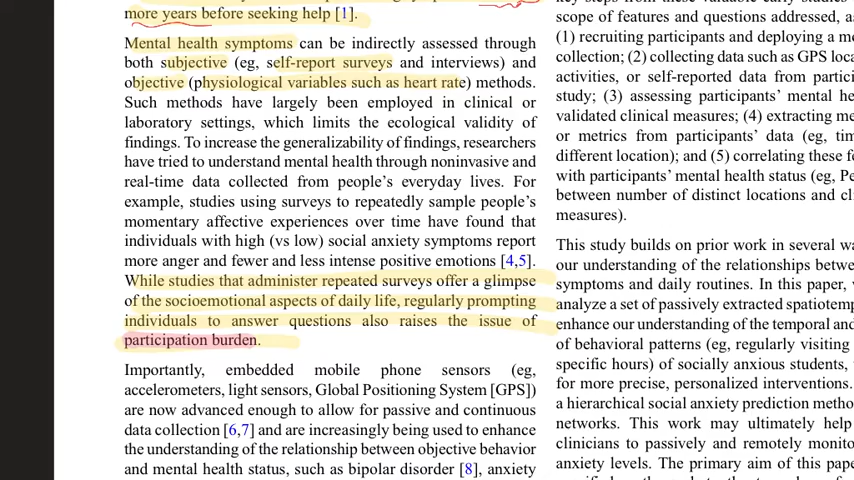 more years before seeking help [1].
Mental health symptoms can be indirectly assessed through
both subjective (eg, self-report surveys and interviews) and
objective (physiological variables such as heart rate) methods.
Such methods have largely been employed in clinical or
laboratory settings, which limits the ecological validity of
findings. To increase the generalizability of findings, researchers
have tried to understand mental health through noninvasive and
real-time data collected from people’s everyday lives. For
example, studies using surveys to repeatedly sample people’s
momentary affective experiences over time have found that
individuals with high (vs low) social anxiety symptoms report
more anger and fewer and less intense positive emotions [4,5].
While studies that administer repeated surveys offer a glimpse
of the socioemotional aspects of daily life, regularly prompting
individuals to answer questions also raises the issue of
participation burden.
Importantly, embedded mobile phone sensors (eg,
accelerometers, light sensors, Global Positioning System [GPS])
are now advanced enough to allow for passive and continuous
data collection [6,7] and are increasingly being used to enhance
the understanding of the relationship between objective behavior
and mental health status, such as bipolar disorder [8], anxiety
scope of features and questions addressed,
(1) recruiting participants and deploying a
collection; (2) collecting data such as GPS
activities, or self-reported data from
study; (3) assessing participants’ mental
validated clinical measures; (4) extracting
or metrics from participants’ data (eg,
different location); and (5) correlating these
with participants’ mental health status (eg,
between number of distinct locations and
measures).
This study builds on prior work in several
our understanding of the relationships
symptoms and daily routines. In this paper,
analyze a set of passively extracted
enhance our understanding of the temporal
of behavioral patterns (eg, regularly visiting
specific hours) of socially anxious students,
for more precise, personalized interventions.
a hierarchical social anxiety prediction
networks. This work may ultimately help
clinicians to passively and remotely
anxiety levels. The primary aim of this